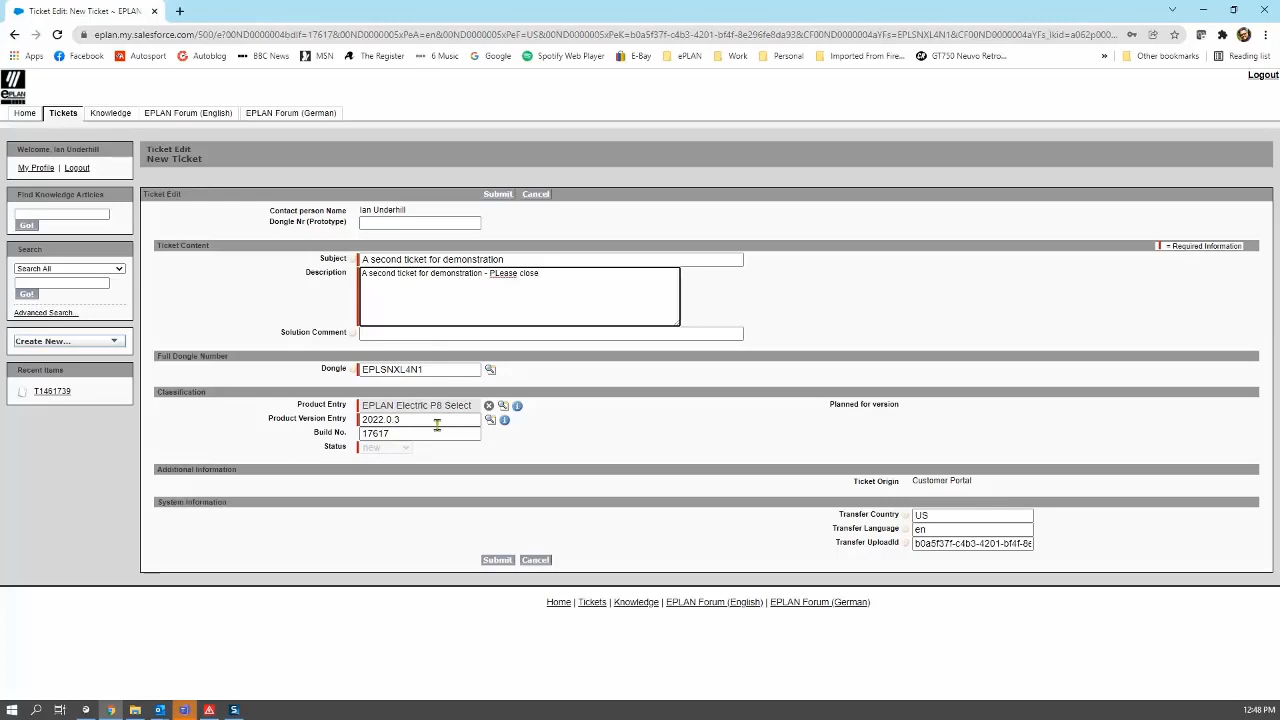 Ticket Edit: New Ticket ~ EPLAN
eplan.my.salesforce.com/500/e?00ND0000004bdIf=17617&00ND0000005xPeA=en&00ND0000005xPeF=US&00ND0000005xPeK=b0a5f37f-c4b3-4201-bf4f-8e296fe8da93&CF00ND0000004aYFs=EPLSNXL4N1&CF00ND0000004aYFs_lkid=a062p000...
Apps Facebook Autosport Autoblog BBC News MSN The Register 6 Music Google Spotify Web Player E-Bay ePLAN Work Personal Imported From Fire... GT750 Neuvo Retro... » Other bookmarks Reading list
Logout
ePLAN
Home Tickets Knowledge EPLAN Forum (English) EPLAN Forum (German)
Welcome, Ian Underhill
My Profile | Logout
Find Knowledge Articles
Go!
Search
Search All
Go!
Advanced Search...
Create New...
Recent Items
T1461739
Ticket Edit
New Ticket
Ticket Edit Submit Cancel
Contact person Name Ian Underhill
Dongle Nr (Prototype)
Ticket Content = Required Information
Subject A second ticket for demonstration
Description A second ticket for demonstration - PLease close
Solution Comment
Full Dongle Number
Dongle EPLSNXL4N1
Classification
Product Entry EPLAN Electric P8 Select Planned for version
Product Version Entry 2022.0.3
Build No. 17617
Status new
Additional Information
Ticket Origin Customer Portal
System Information
Transfer Country US
Transfer Language en
Transfer UploadId b0a5f37f-c4b3-4201-bf4f-8e
Submit Cancel
Home | Tickets | Knowledge | EPLAN Forum (English) | EPLAN Forum (German)
12:48 PM